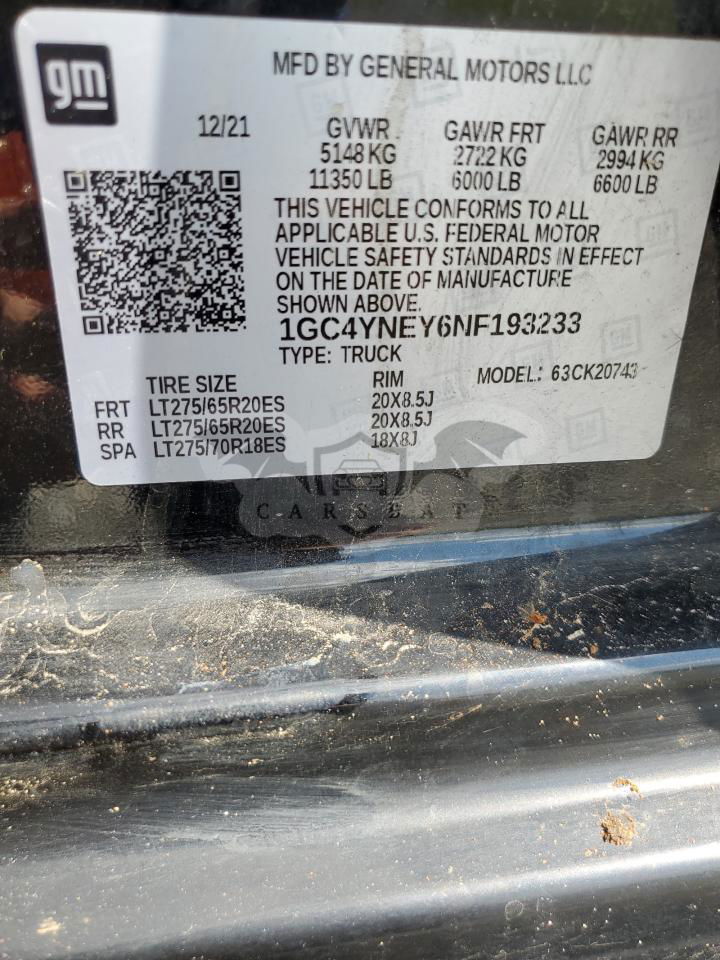 gm
MFD BY GENERAL MOTORS LLC
12/21 GVWR GAWR FRT GAWR RR
5148 KG 2722 KG 2994 KG
11350 LB 6000 LB 6600 LB
THIS VEHICLE CONFORMS TO ALL
APPLICABLE U.S. FEDERAL MOTOR
VEHICLE SAFETY STANDARDS IN EFFECT
ON THE DATE OF MANUFACTURE
SHOWN ABOVE.
1GC4YNEY6NF193233
TYPE: TRUCK MODEL: 63CK20743
TIRE SIZE RIM
FRT LT275/65R20ES 20X8.5J
RR LT275/65R20ES 20X8.5J
SPA LT275/70R18ES 18X8J
CARSBAT